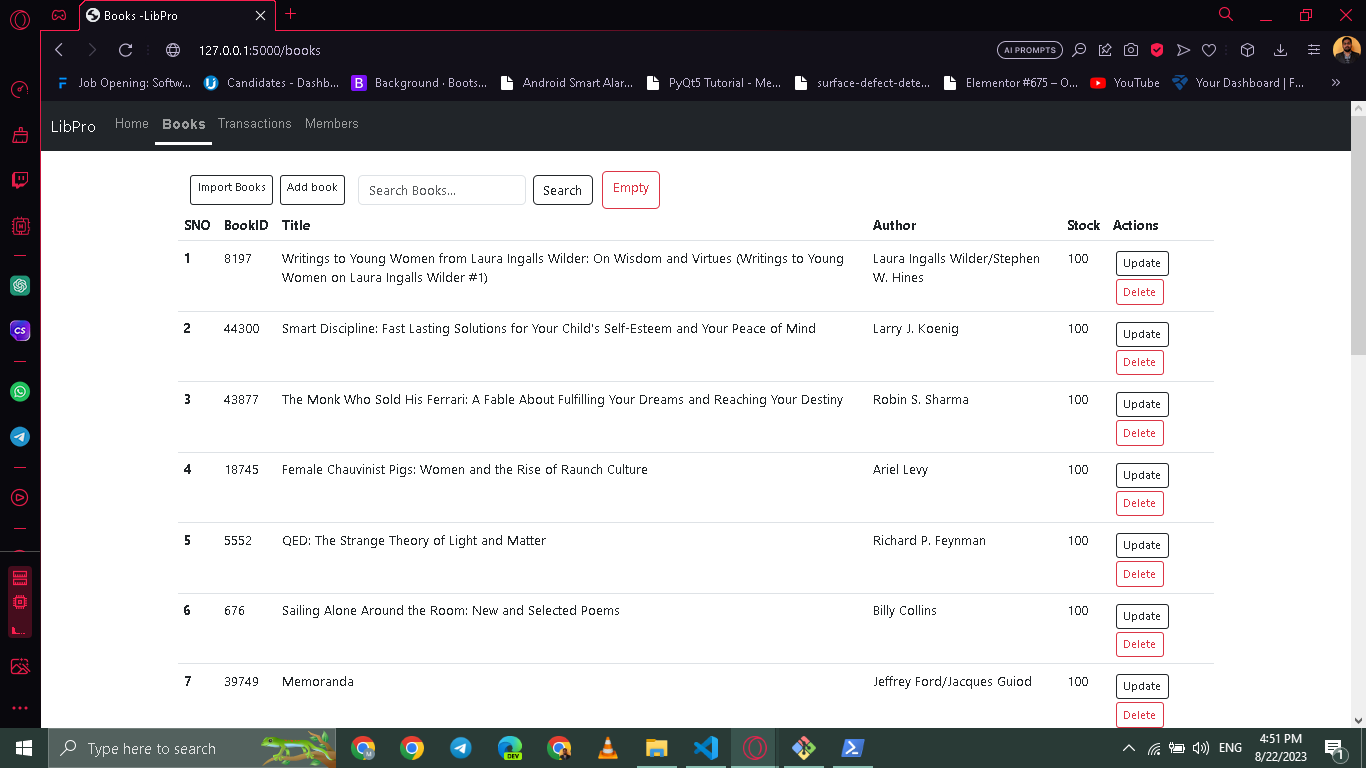 Books -LibPro
127.0.0.1:5000/books
AI PROMPTS
Job Opening: Softw...
Candidates - Dashb...
Background · Boots...
Android Smart Alar...
PyQt5 Tutorial - Me...
surface-defect-dete...
Elementor #675 – O...
YouTube
Your Dashboard | F...
LibPro Home Books Transactions Members
Import Books Add book Search Books... Search Empty
SNO BookID Title Author Stock Actions
1 8197 Writings to Young Women from Laura Ingalls Wilder: On Wisdom and Virtues (Writings to Young Laura Ingalls Wilder/Stephen 100 Update
Women on Laura Ingalls Wilder #1) W. Hines
Delete
2 44300 Smart Discipline: Fast Lasting Solutions for Your Child's Self-Esteem and Your Peace of Mind Larry J. Koenig 100 Update
Delete
3 43877 The Monk Who Sold His Ferrari: A Fable About Fulfilling Your Dreams and Reaching Your Destiny Robin S. Sharma 100 Update
Delete
4 18745 Female Chauvinist Pigs: Women and the Rise of Raunch Culture Ariel Levy 100 Update
Delete
5 5552 QED: The Strange Theory of Light and Matter Richard P. Feynman 100 Update
Delete
6 676 Sailing Alone Around the Room: New and Selected Poems Billy Collins 100 Update
Delete
7 39749 Memoranda Jeffrey Ford/Jacques Guiod 100 Update
Delete
Type here to search
DEV
ENG
4:51 PM
8/22/2023
1